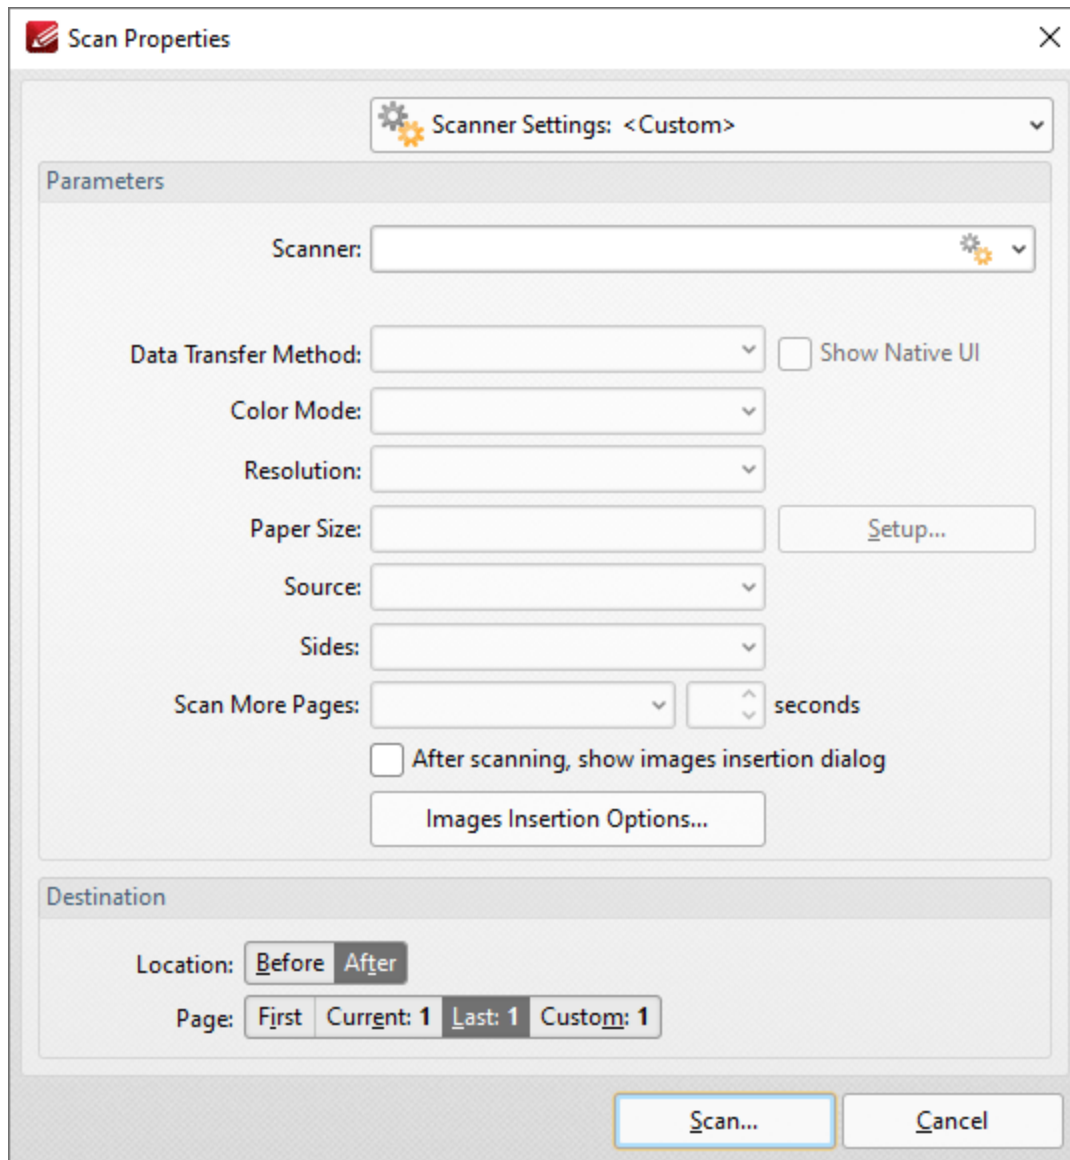 Scan Properties
Scanner Settings: <Custom>
Parameters
Scanner:
Data Transfer Method:
Show Native UI
Color Mode:
Resolution:
Paper Size:
Setup...
Source:
Sides:
Scan More Pages:
seconds
After scanning, show images insertion dialog
Images Insertion Options...
Destination
Location: Before After
Page: First Current: 1 Last: 1 Custom: 1
Scan... Cancel